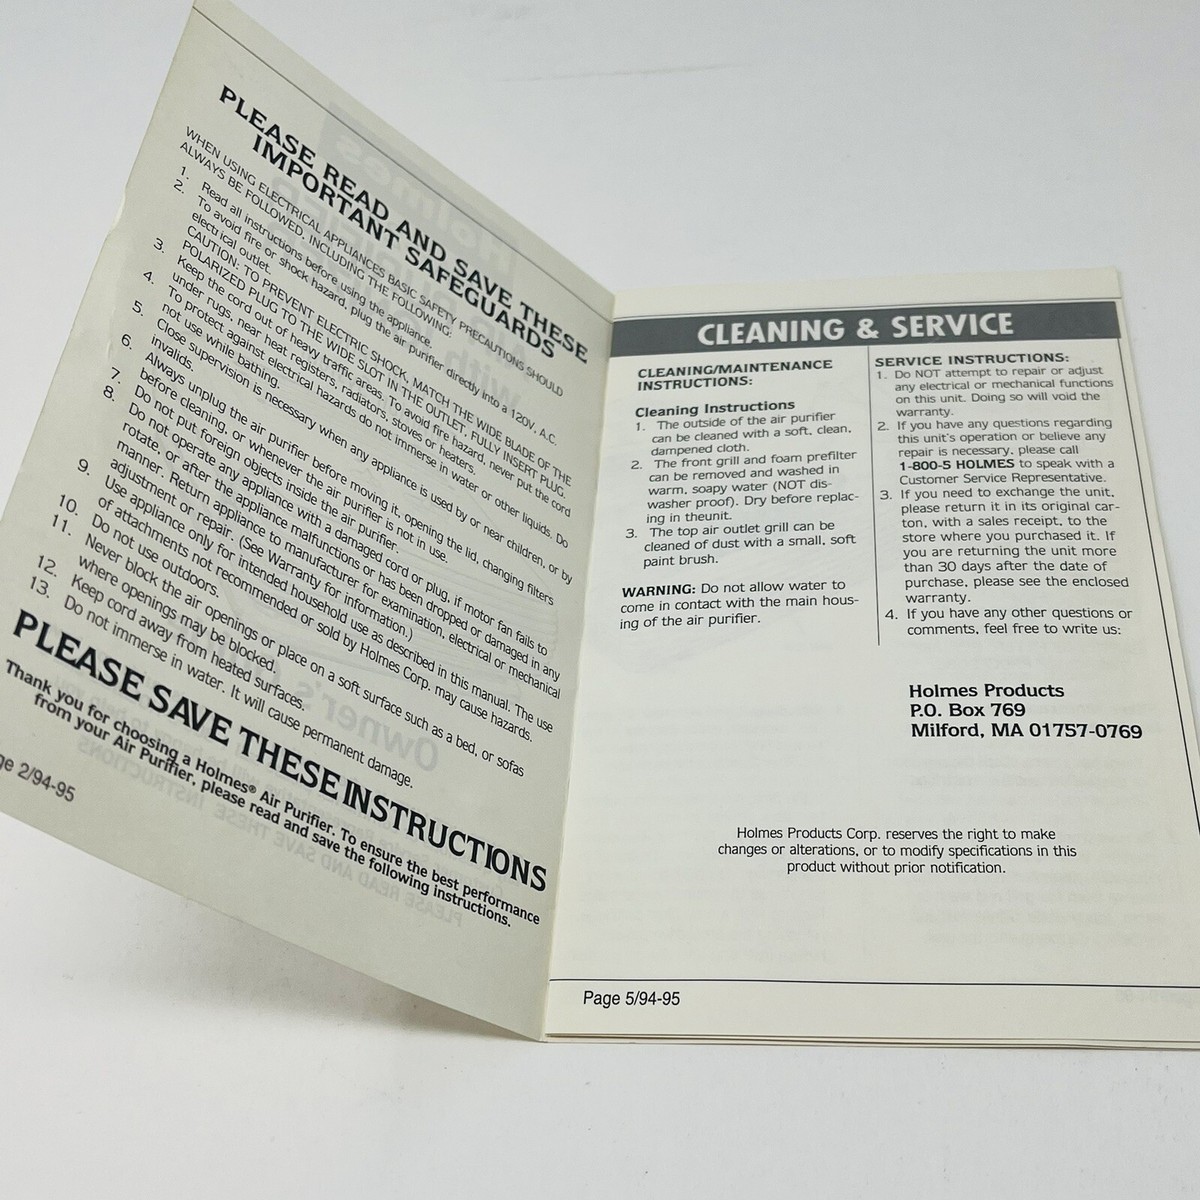 PLEASE READ AND SAVE THESE
IMPORTANT SAFEGUARDS
WHEN USING ELECTRICAL APPLIANCES BASIC SAFETY PRECAUTIONS SHOULD
ALWAYS BE FOLLOWED, INCLUDING THE FOLLOWING:
1. Read all instructions before using the appliance.
2. To avoid fire or shock hazard, plug the air purifier directly into a 120V, A.C.
electrical outlet.
CAUTION: TO PREVENT ELECTRIC SHOCK, MATCH THE WIDE BLADE OF THE
POLARIZED PLUG TO THE WIDE SLOT IN THE OUTLET, FULLY INSERT PLUG.
3. Keep the cord out of heavy traffic areas. To avoid fire hazard, never put the cord
under rugs, near heat registers, radiators, stoves or heaters.
4. To protect against electrical hazards do not immerse in water or other liquids. Do
not use while bathing.
5. Close supervision is necessary when any appliance is used by or near children, or by
invalids.
6. Always unplug the air purifier before moving it, opening the lid, changing filters
before cleaning, or whenever the air purifier is not in use.
7. Do not put foreign objects inside the air purifier.
8. Do not operate any appliance with a damaged cord or plug, if motor fan fails to
rotate, or after the appliance malfunctions or has been dropped or damaged in any
manner. Return appliance to manufacturer for examination, electrical or mechanical
adjustment or repair. (See Warranty for information.)
9. Use appliance only for intended household use as described in this manual. The use
of attachments not recommended or sold by Holmes Corp. may cause hazards.
10. Do not use outdoors.
11. Never block the air openings or place on a soft surface such as a bed, or sofas
where openings may be blocked.
12. Keep cord away from heated surfaces.
13. Do not immerse in water. It will cause permanent damage.
PLEASE SAVE THESE INSTRUCTIONS
Thank you for choosing a Holmes® Air Purifier. To ensure the best performance
from your Air Purifier, please read and save the following instructions.
ge 2/94-95
CLEANING & SERVICE
CLEANING/MAINTENANCE
INSTRUCTIONS:
Cleaning Instructions
1. The outside of the air purifier
can be cleaned with a soft, clean,
dampened cloth.
2. The front grill and foam prefilter
can be removed and washed in
warm, soapy water (NOT dis-
washer proof). Dry before replac-
ing in theunit.
3. The top air outlet grill can be
cleaned of dust with a small, soft
paint brush.
WARNING: Do not allow water to
come in contact with the main hous-
ing of the air purifier.
SERVICE INSTRUCTIONS:
1. Do NOT attempt to repair or adjust
any electrical or mechanical functions
on this unit. Doing so will void the
warranty.
2. If you have any questions regarding
this unit's operation or believe any
repair is necessary, please call
1-800-5 HOLMES to speak with a
Customer Service Representative.
3. If you need to exchange the unit,
please return it in its original car-
ton, with a sales receipt, to the
store where you purchased it. If
you are returning the unit more
than 30 days after the date of
purchase, please see the enclosed
warranty.
4. If you have any other questions or
comments, feel free to write us:
Holmes Products
P.O. Box 769
Milford, MA 01757-0769
Holmes Products Corp. reserves the right to make
changes or alterations, or to modify specifications in this
product without prior notification.
Page 5/94-95